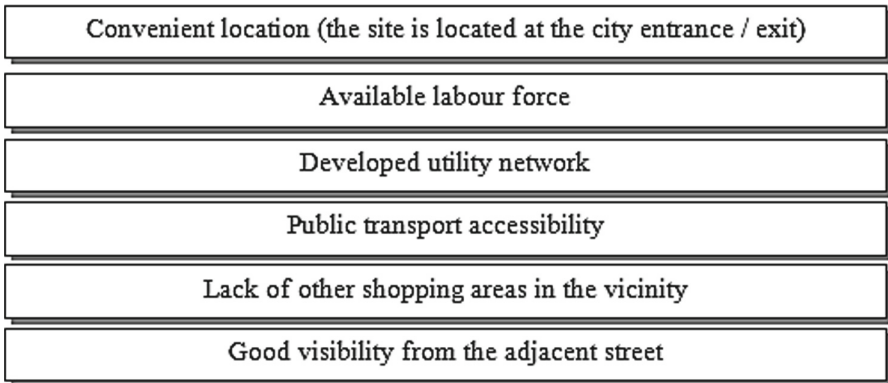 Convenient location (the site is located at the city entrance / exit)
Available labour force
Developed utility network
Public transport accessibility
Lack of other shopping areas in the vicinity
Good visibility from the adjacent street